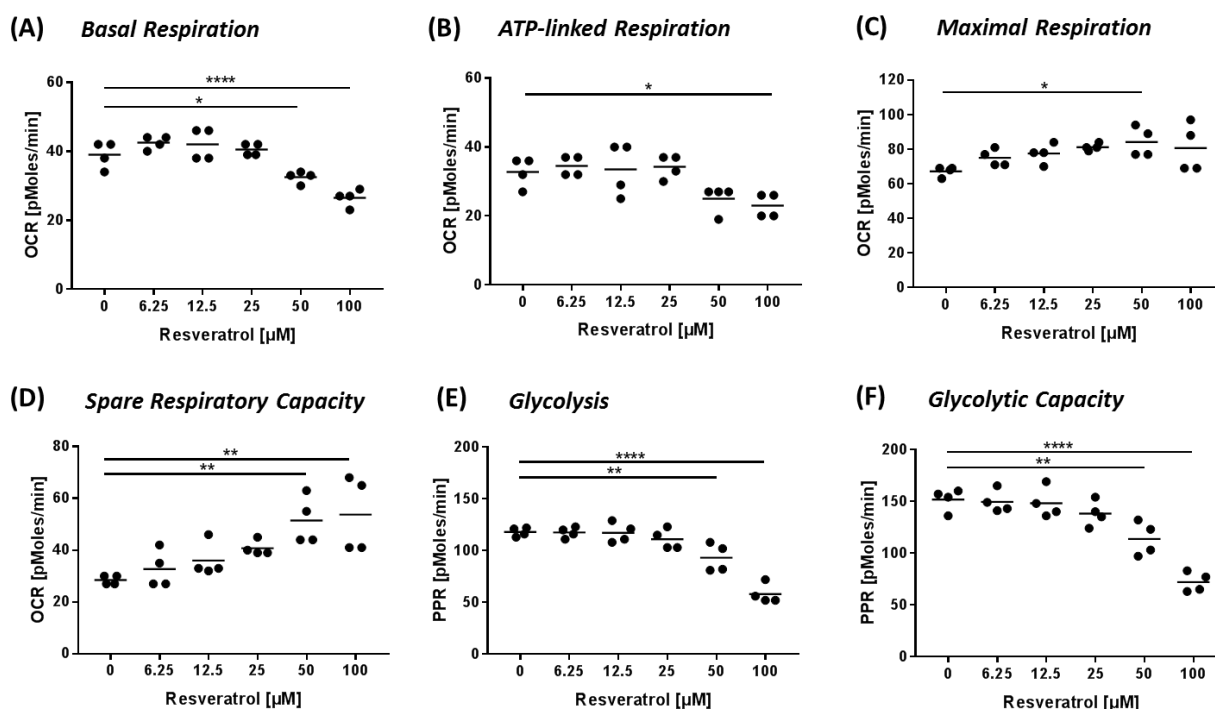 (A) Basal Respiration
OCR [pMoles/min]
60
40
20
0
****
*
0 6.25 12.5 25 50 100
Resveratrol [µM]
(B) ATP-linked Respiration
OCR [pMoles/min]
60
40
20
0
*
0 6.25 12.5 25 50 100
Resveratrol [µM]
(C) Maximal Respiration
OCR [pMoles/min]
120
100
80
60
40
20
0
*
0 6.25 12.5 25 50 100
Resveratrol [µM]
(D) Spare Respiratory Capacity
OCR [pMoles/min]
80
60
40
20
0
**
**
0 6.25 12.5 25 50 100
Resveratrol [µM]
(E) Glycolysis
PPR [pMoles/min]
200
150
100
50
0
****
**
0 6.25 12.5 25 50 100
Resveratrol [µM]
(F) Glycolytic Capacity
PPR [pMoles/min]
200
150
100
50
0
****
**
0 6.25 12.5 25 50 100
Resveratrol [µM]